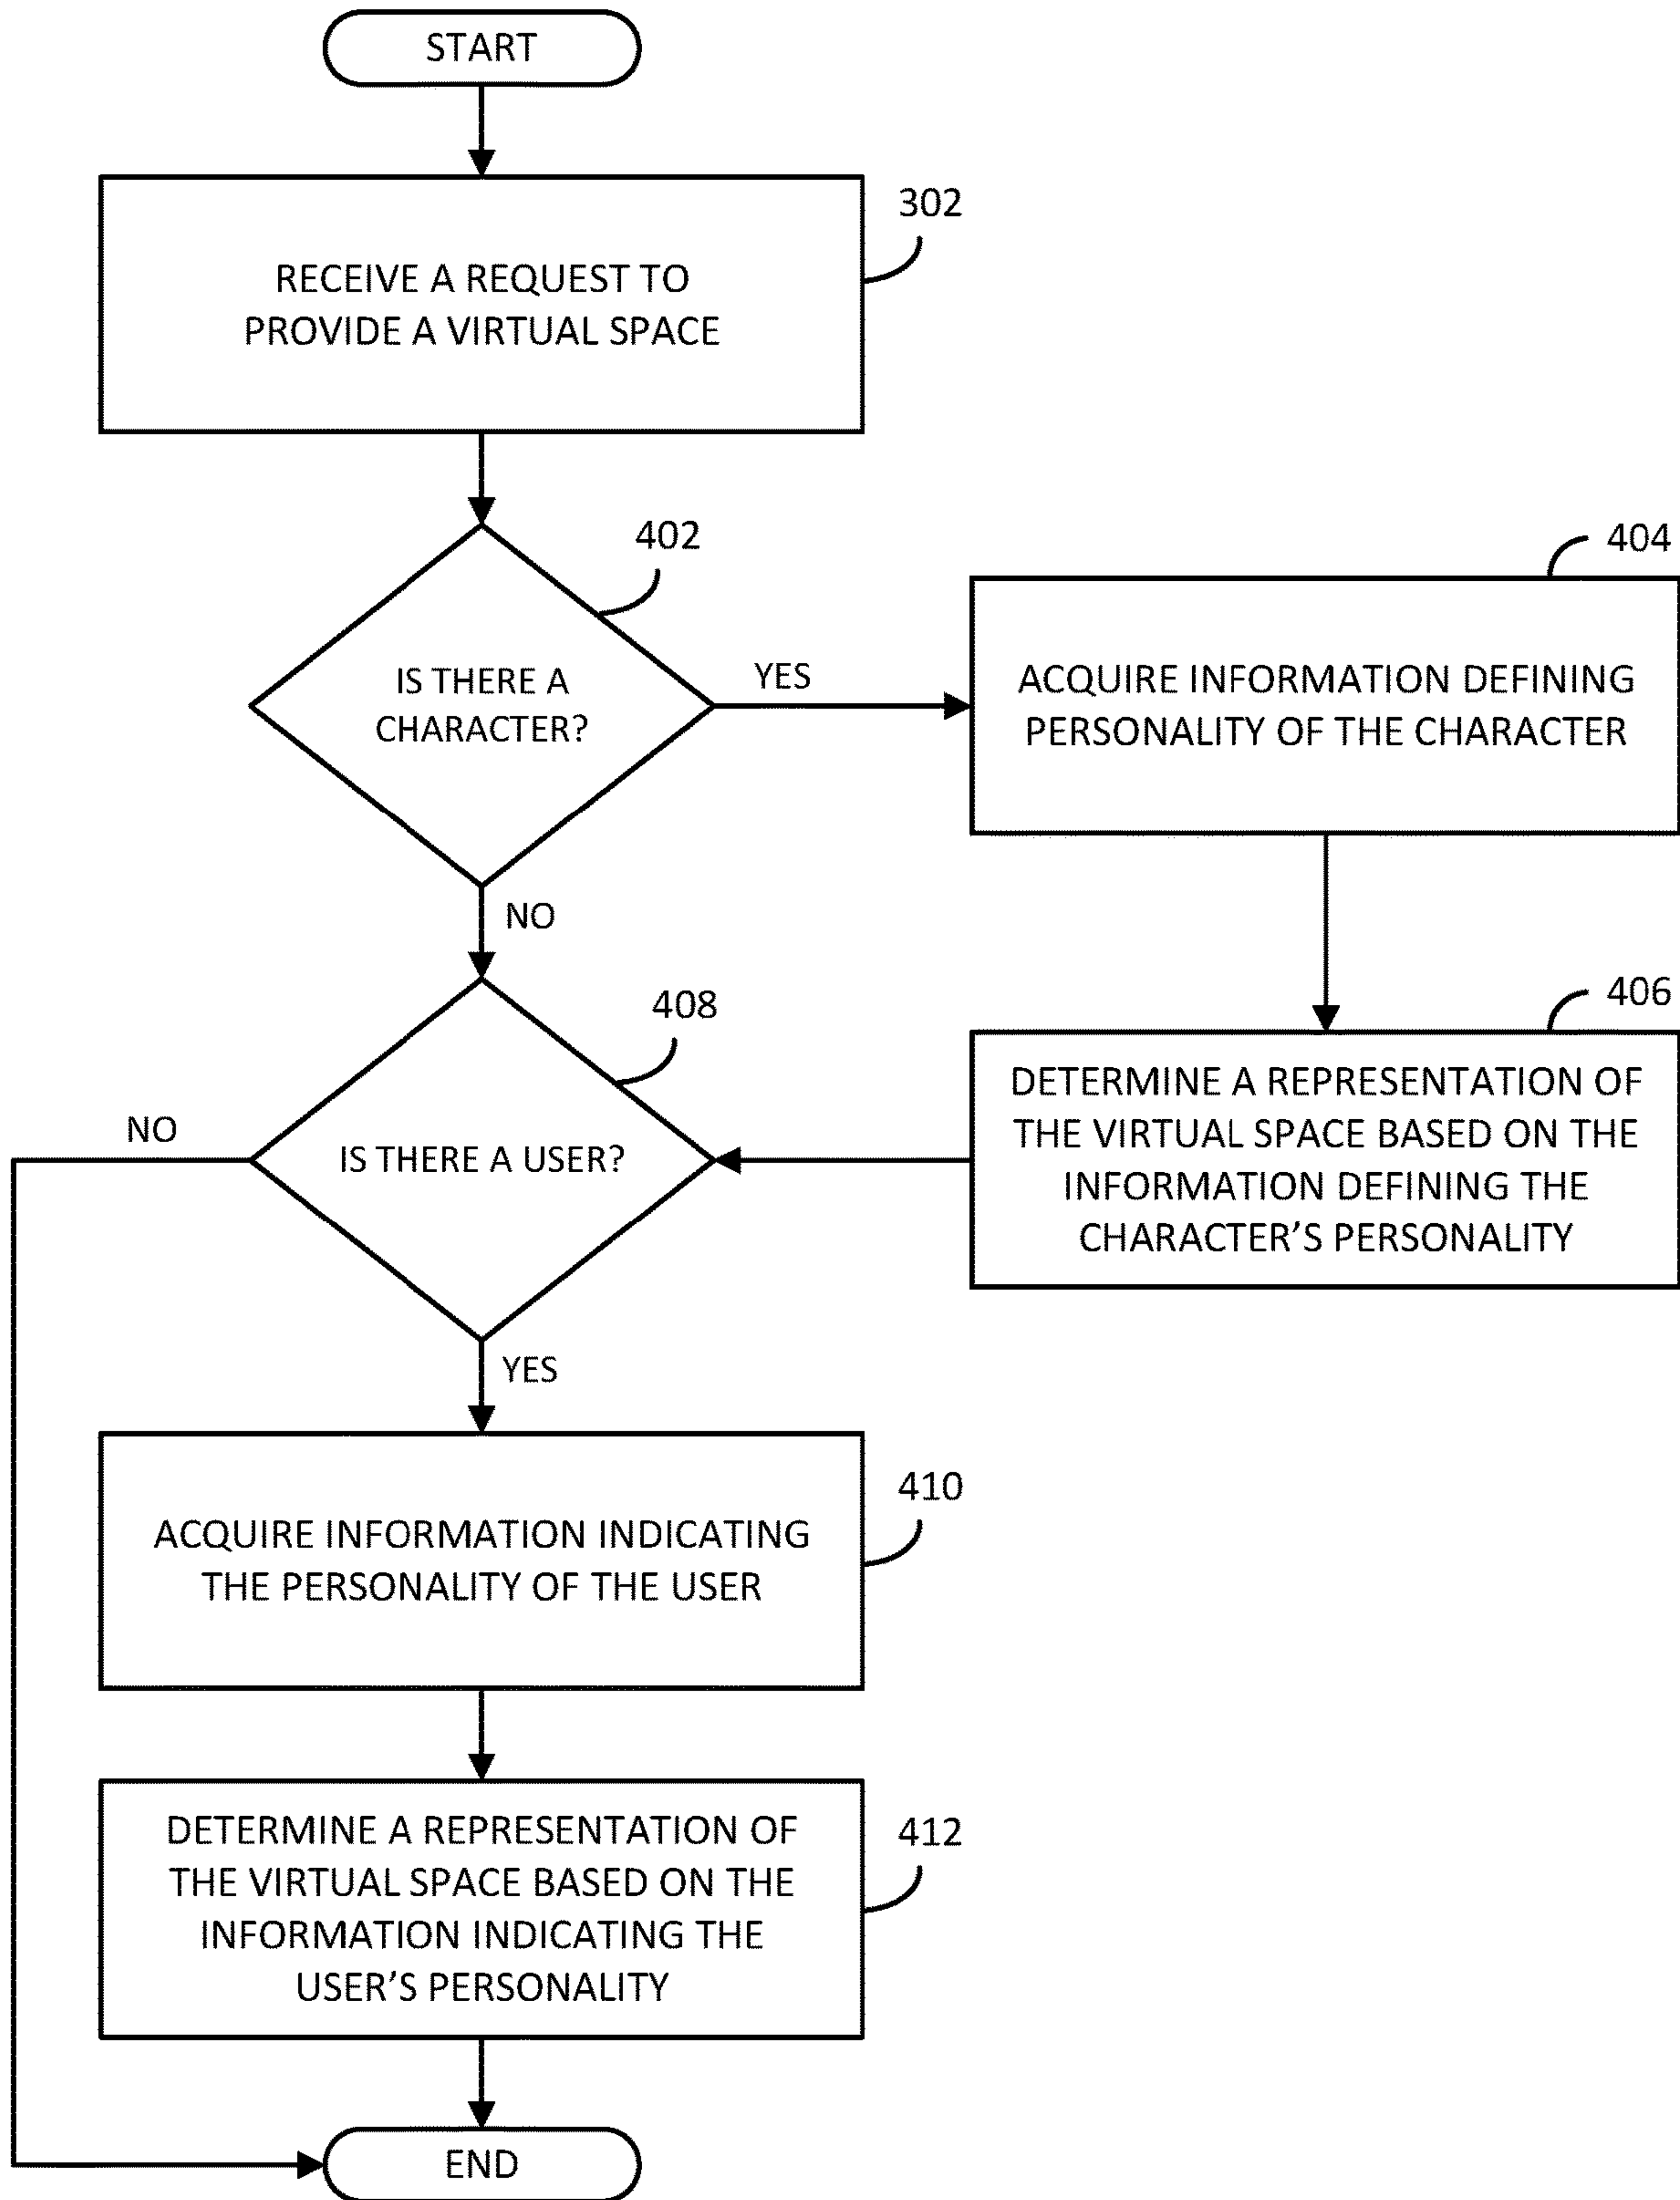 START
302
RECEIVE A REQUEST TO
PROVIDE A VIRTUAL SPACE
402
IS THERE A
CHARACTER?
YES
NO
404
ACQUIRE INFORMATION DEFINING
PERSONALITY OF THE CHARACTER
406
DETERMINE A REPRESENTATION OF
THE VIRTUAL SPACE BASED ON THE
INFORMATION DEFINING THE
CHARACTER’S PERSONALITY
408
IS THERE A USER?
NO
YES
410
ACQUIRE INFORMATION INDICATING
THE PERSONALITY OF THE USER
412
DETERMINE A REPRESENTATION OF
THE VIRTUAL SPACE BASED ON THE
INFORMATION INDICATING THE
USER’S PERSONALITY
END